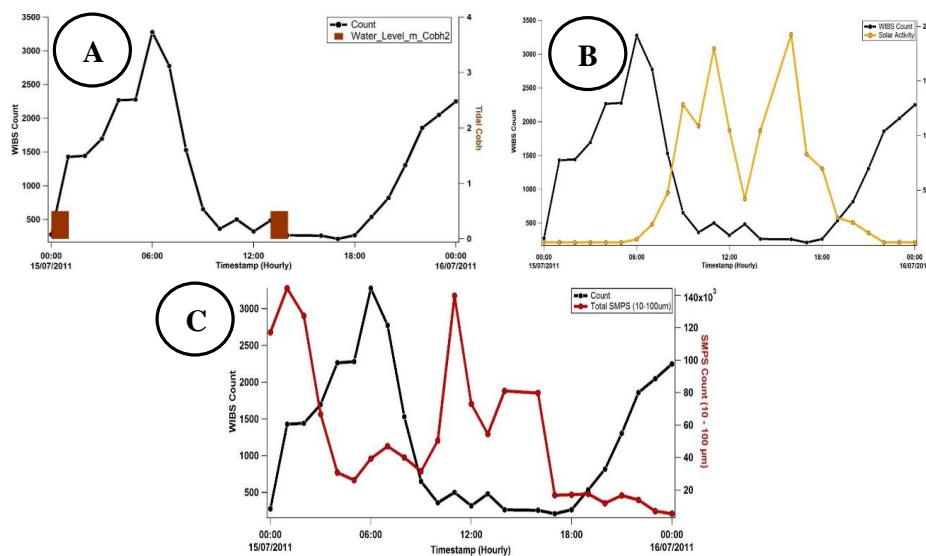 A
Count
Water_Level_m_Cobh2
WIBS Count
3500
3000
2500
2000
1500
1000
500
4
3
2
1
0
Tidal Cobh
00:00
15/07/2011
06:00
12:00
18:00
00:00
16/07/2011
Timestamp (Hourly)
B
WIBS Count
Solar Activity
WIBS Count
3500
3000
2500
2000
1500
1000
500
00:00
15/07/2011
06:00
12:00
18:00
00:00
16/07/2011
Timestamp (Hourly)
C
Count
Total SMPS (10-100um)
WIBS Count
3000
2500
2000
1500
1000
500
140x10³
120
100
80
60
40
20
SMPS Count (10 - 100 µm)
00:00
15/07/2011
06:00
12:00
18:00
00:00
16/07/2011
Timestamp (Hourly)